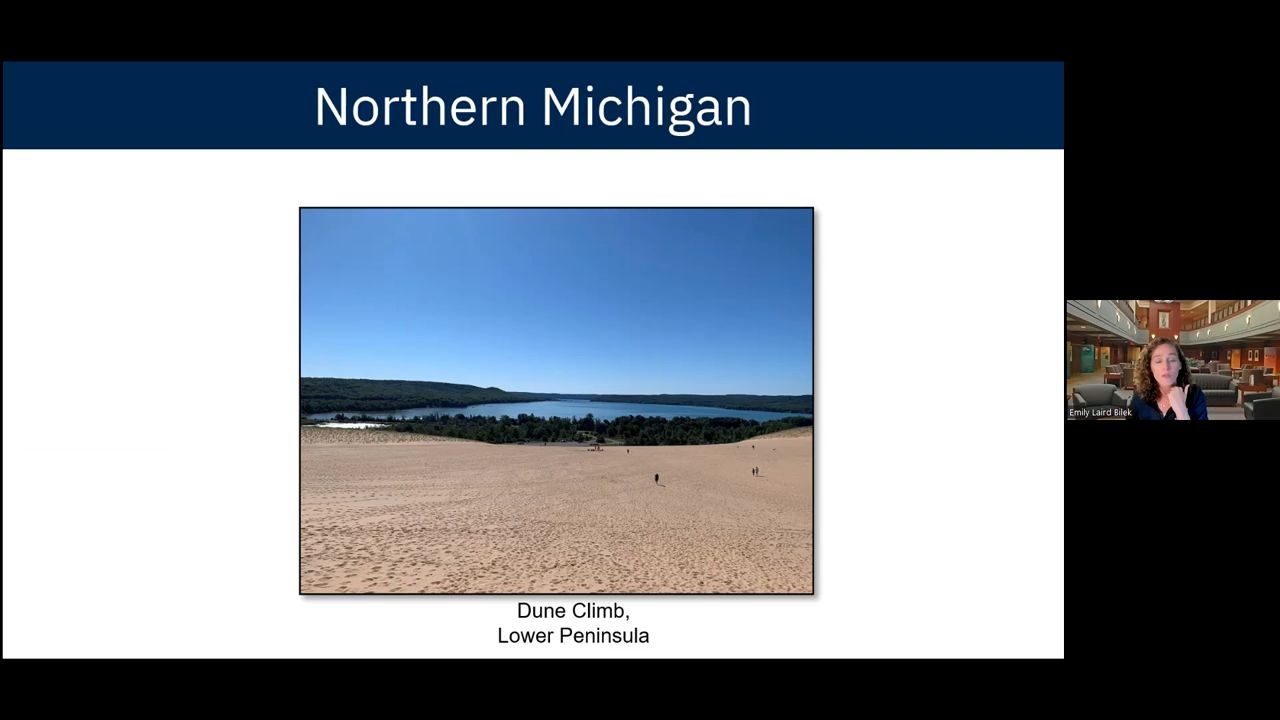 Northern Michigan
Dune Climb,
Lower Peninsula
Emily Laird Bilek